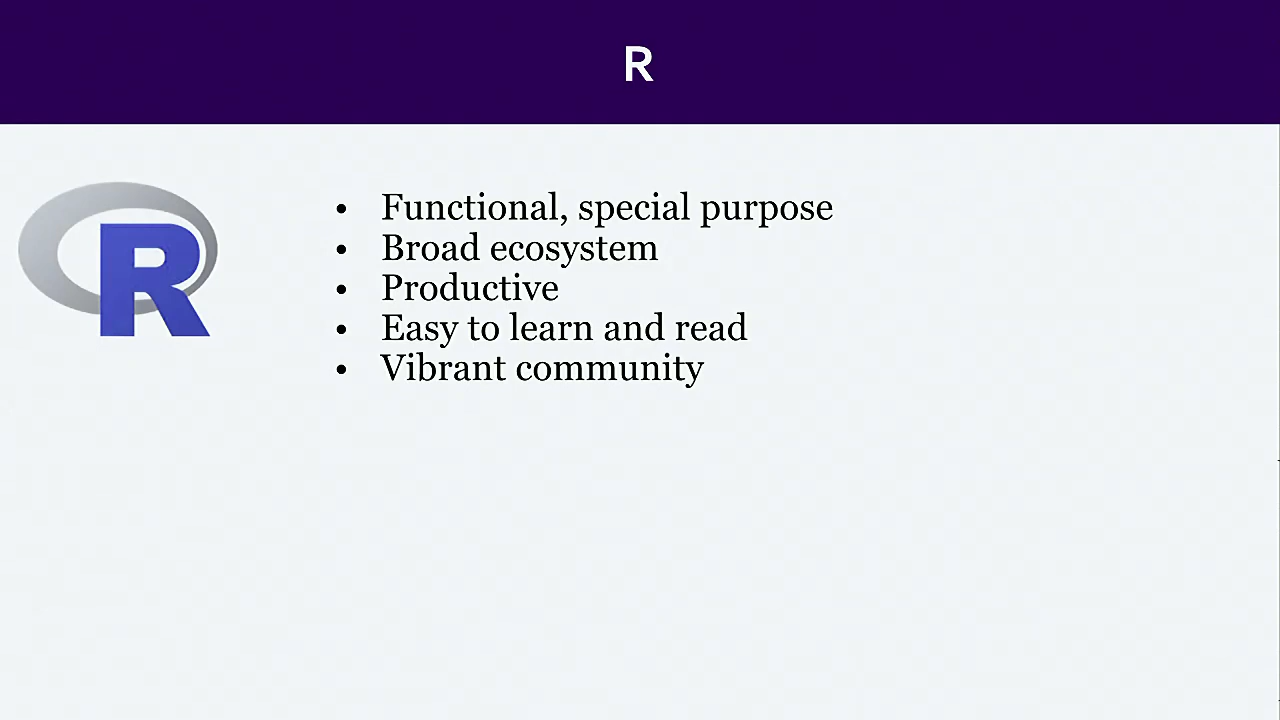 R
R
• Functional, special purpose
• Broad ecosystem
• Productive
• Easy to learn and read
• Vibrant community